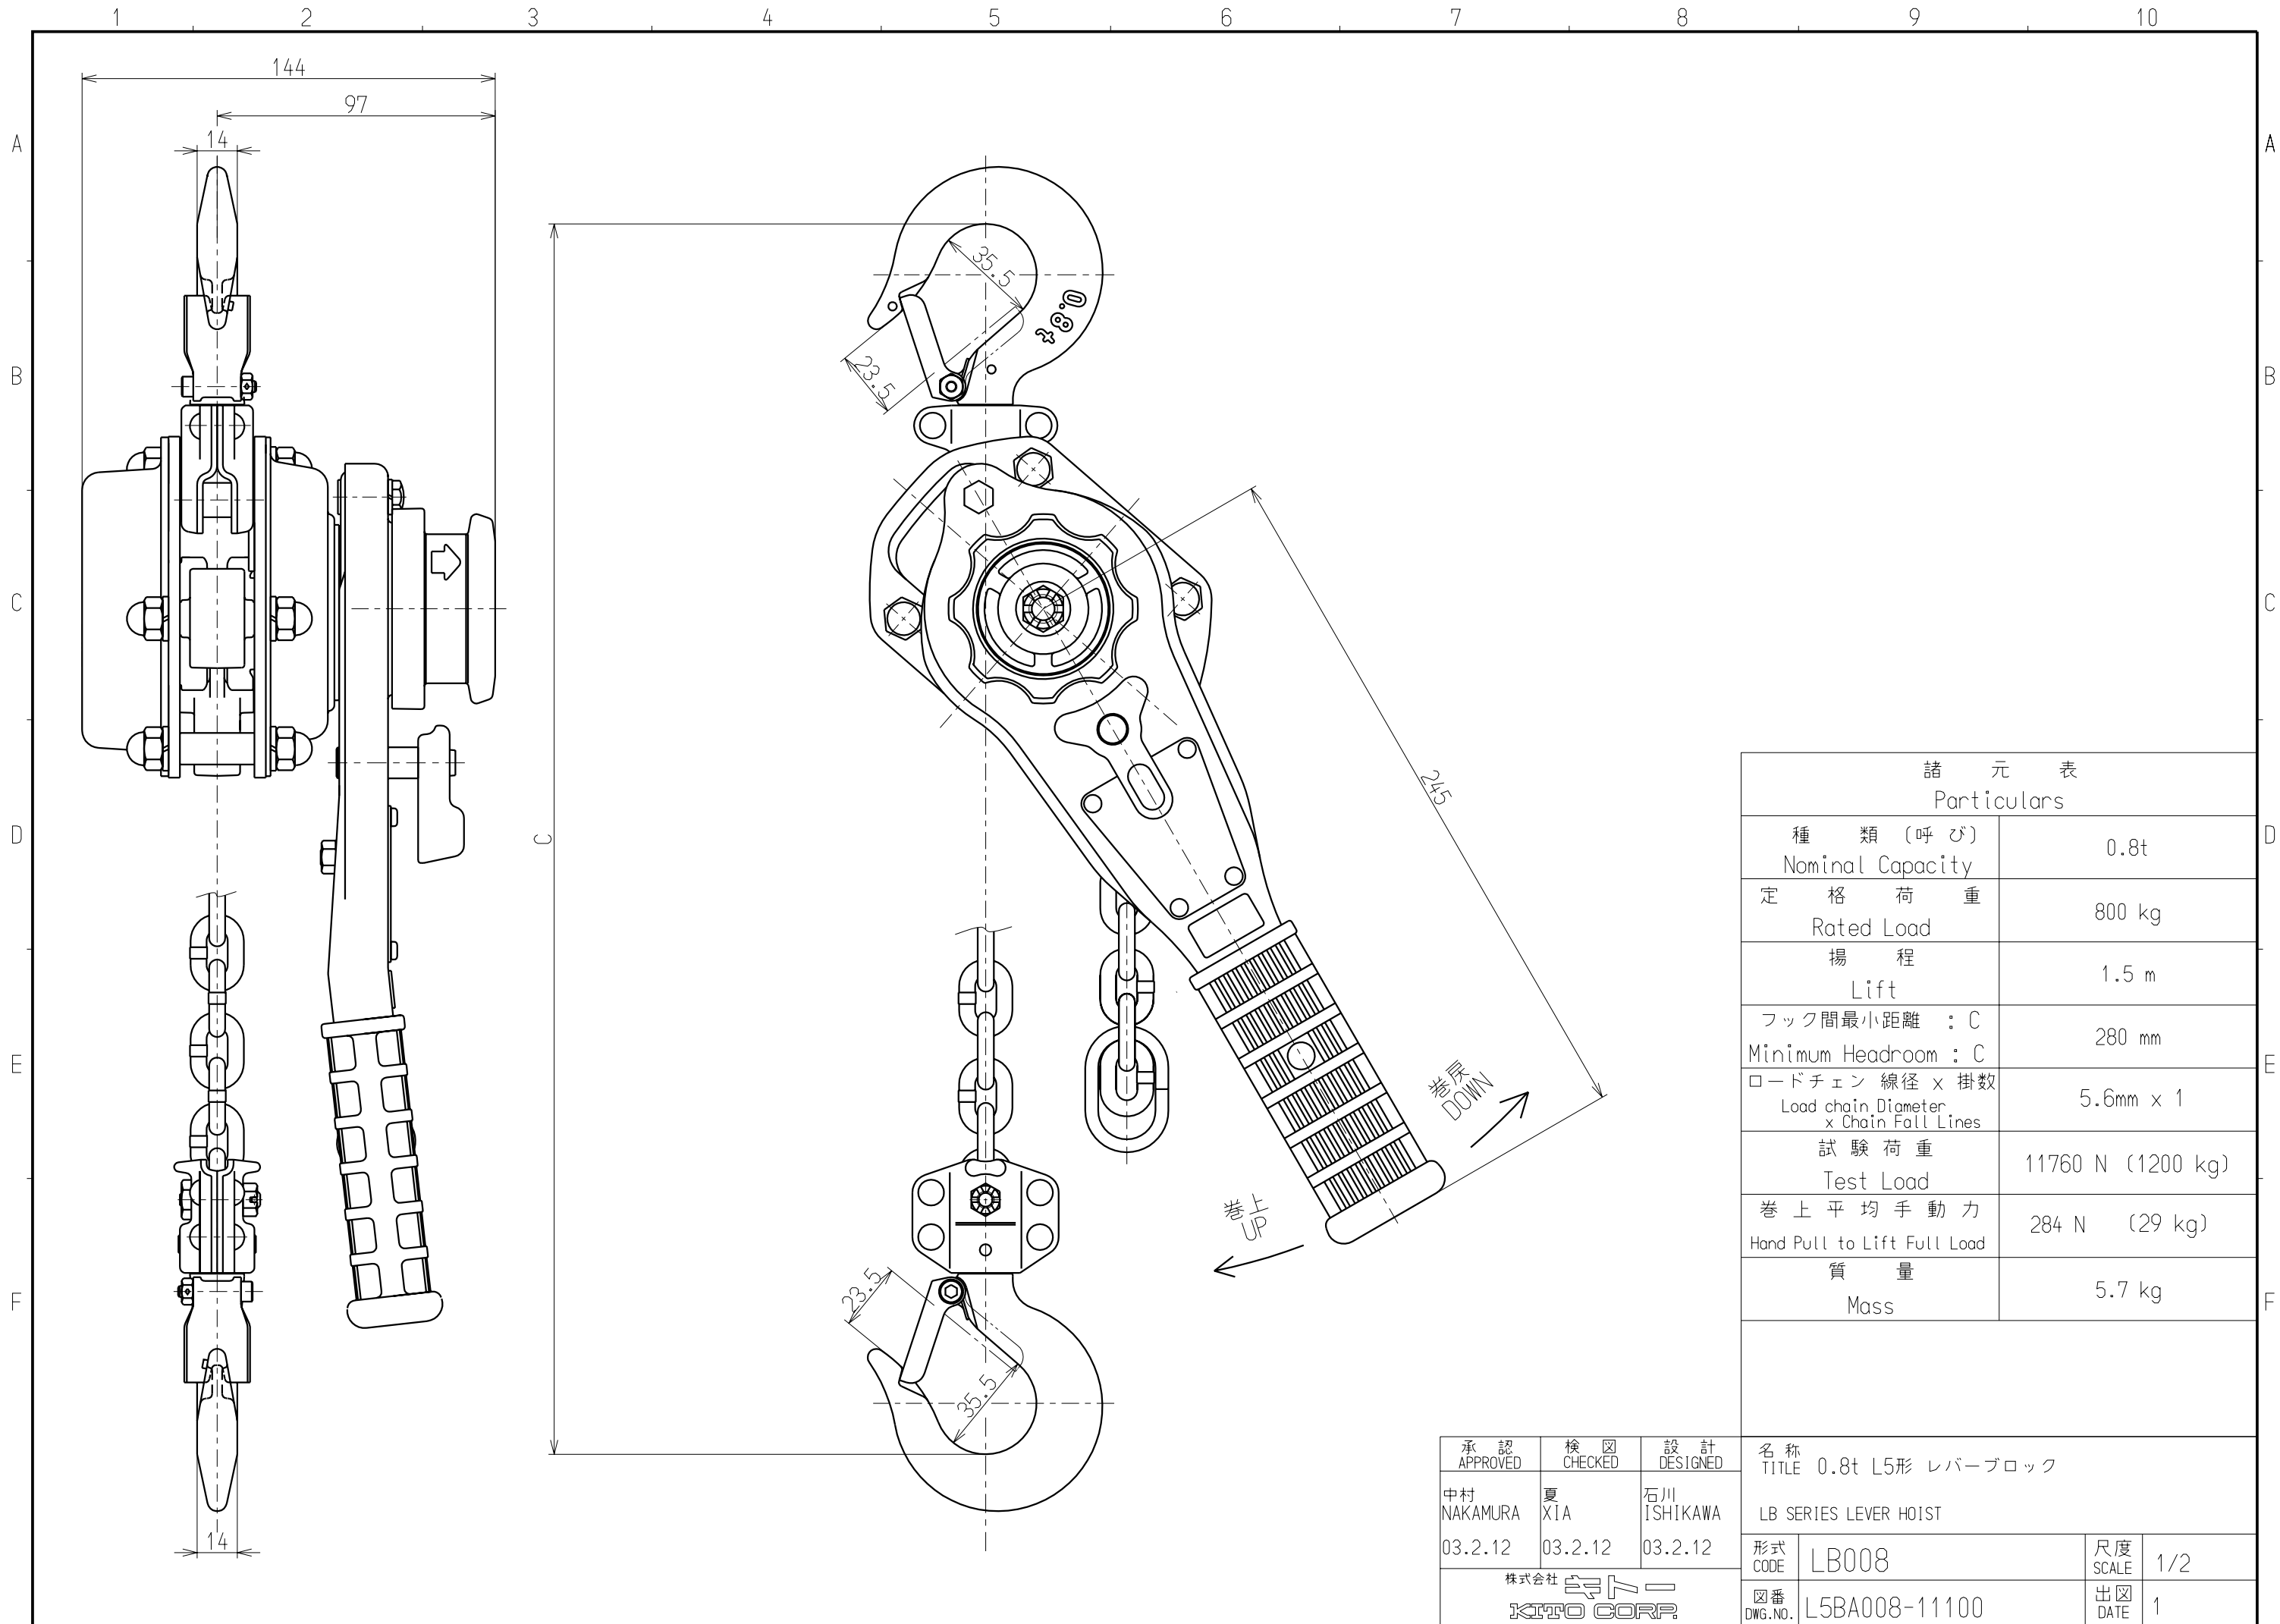 1 2 3 4 5 6 7 8 9 10
A A
B B
C C
D D
E E
F F
144
97
14
35.5
0.8t
23.5
245
C
巻戻
DOWN
巻上
UP
23.5
35.5
14
諸 元 表
Particulars
種 類 (呼 び)
Nominal Capacity
0.8t
定 格 荷 重
Rated Load
800 kg
揚 程
Lift
1.5 m
フック間最小距離 : C
Minimum Headroom : C
280 mm
ロードチェン 線径 x 掛数
Load chain Diameter
x Chain Fall Lines
5.6mm x 1
試 験 荷 重
Test Load
11760 N (1200 kg)
巻 上 平 均 手 動 力
Hand Pull to Lift Full Load
284 N (29 kg)
質 量
Mass
5.7 kg
承 認
APPROVED
検 図
CHECKED
設 計
DESIGNED
中村
NAKAMURA
夏
XIA
石川
ISHIKAWA
03.2.12
03.2.12
03.2.12
株式会社 キトー
KITO CORP.
名 称
TITLE 0.8t L5形 レバーブロック
LB SERIES LEVER HOIST
形式
CODE
LB008
尺度
SCALE
1/2
図番
DWG.NO.
L5BA008-11100
出図
DATE
1